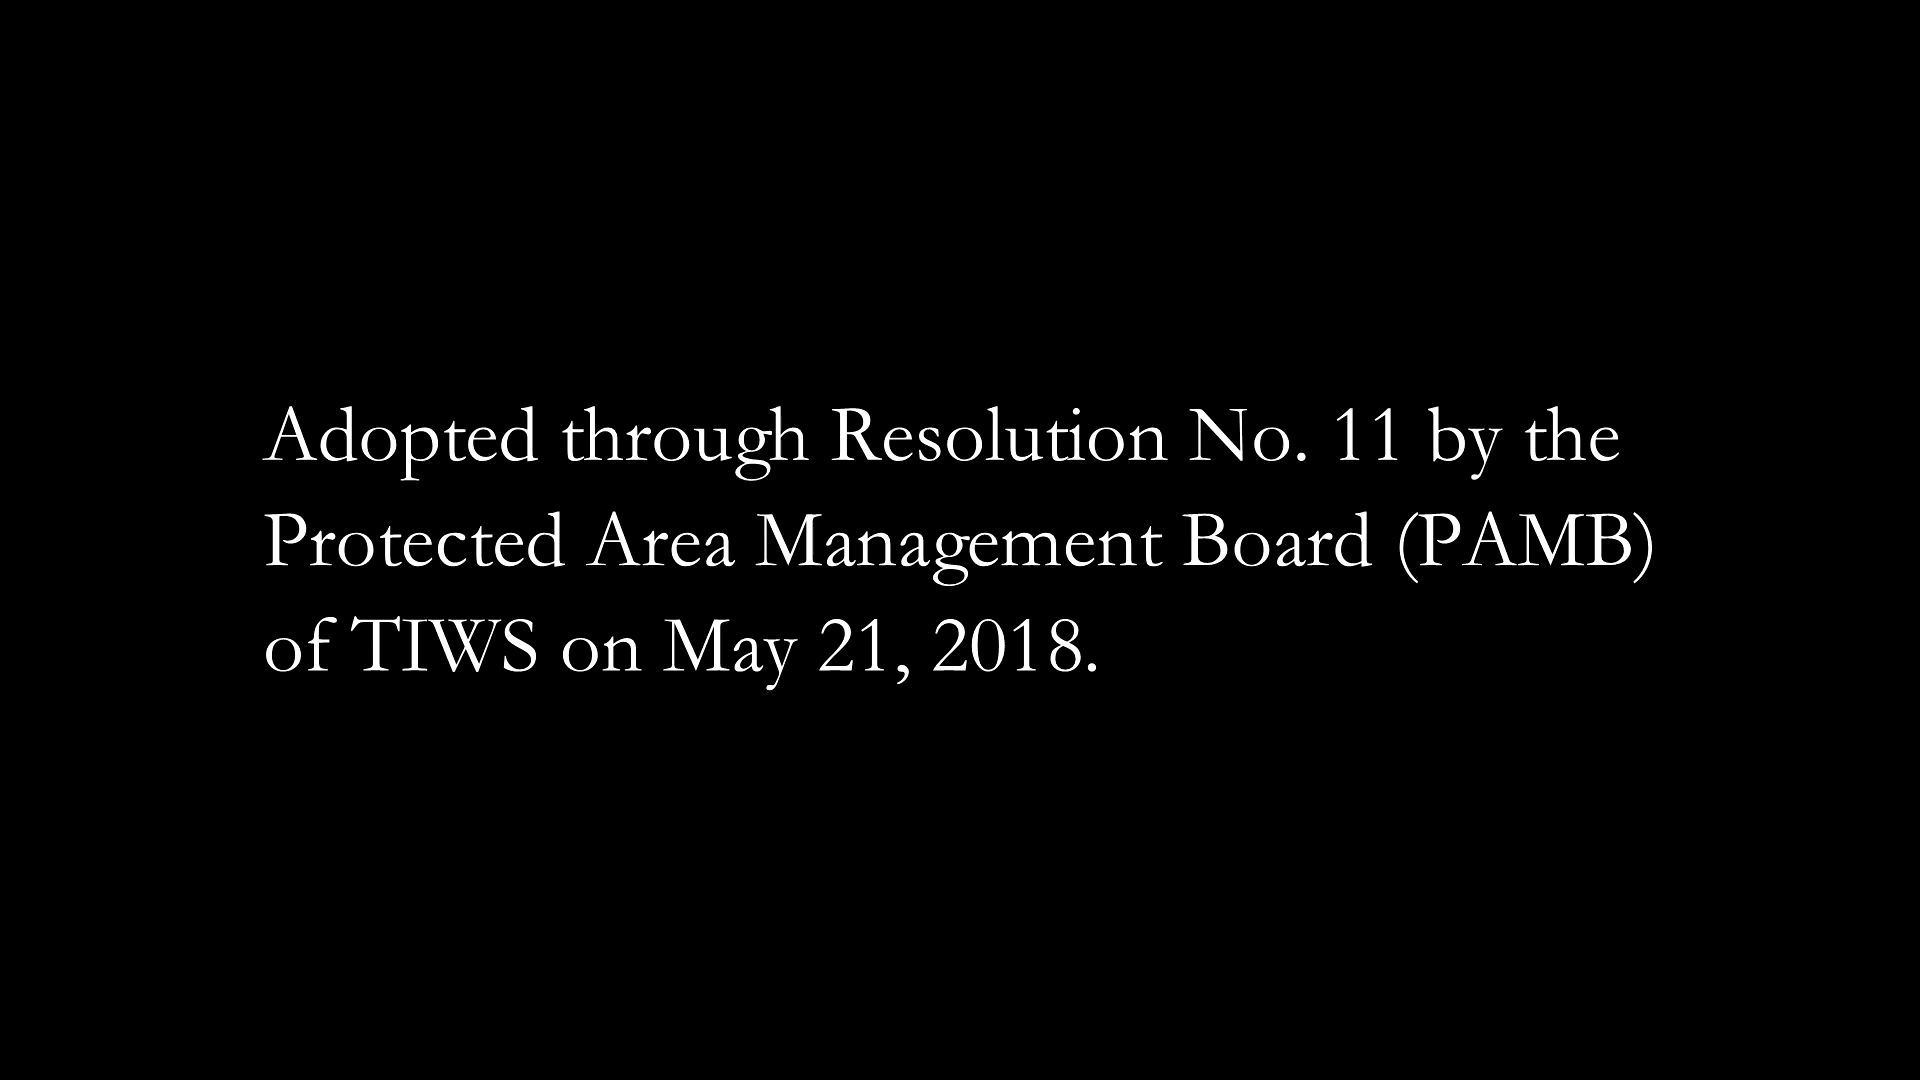 Adopted through Resolution No. 11 by the
Protected Area Management Board (PAMB)
of TIWS on May 21, 2018.